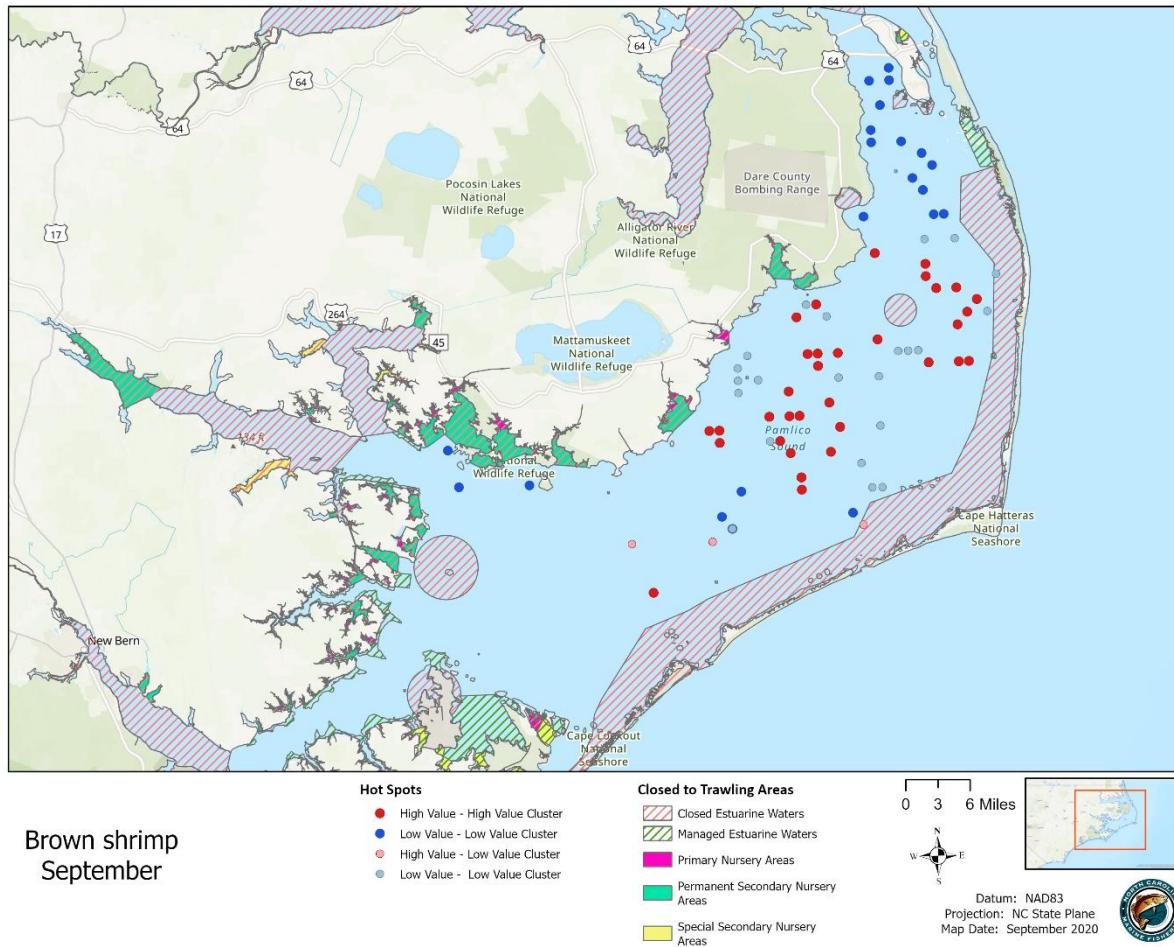 64
64
64
64
Pocosin Lakes
National
Wildlife Refuge
Dare County
Bombing Range
17
Alligator River
National
Wildlife Refuge
264
45
Mattamuskeet
National
Wildlife Refuge
Pamlico
Sound
Wildlife Refuge
Cape Hatteras
National
Seashore
New Bern
Cape Lookout
National
Seashore
Brown shrimp
September
Hot Spots
High Value - High Value Cluster
Low Value - Low Value Cluster
High Value - Low Value Cluster
Low Value - Low Value Cluster
Closed to Trawling Areas
Closed Estuarine Waters
Managed Estuarine Waters
Primary Nursery Areas
Permanent Secondary Nursery
Areas
Special Secondary Nursery
Areas
0 3 6 Miles
N
W E
S
Datum: NAD83
Projection: NC State Plane
Map Date: September 2020
NORTH CAROLINA
MARINE FISHERIES